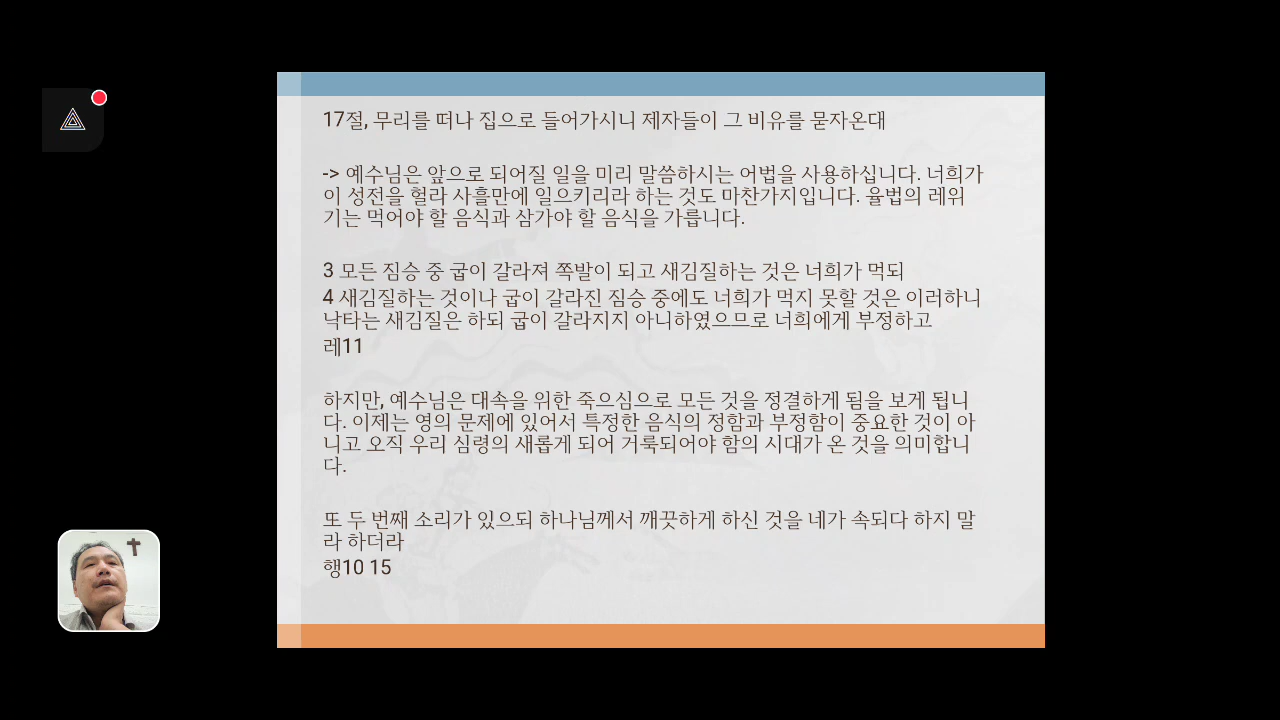 17절, 무리를 떠나 집으로 들어가시니 제자들이 그 비유를 묻자온대
-> 예수님은 앞으로 되어질 일을 미리 말씀하시는 어법을 사용하십니다. 너희가
이 성전을 헐라 사흘만에 일으키리라 하는 것도 마찬가지입니다. 율법의 레위
기는 먹어야 할 음식과 삼가야 할 음식을 가릅니다.
3 모든 짐승 중 굽이 갈라져 쪽발이 되고 새김질하는 것은 너희가 먹되
4 새김질하는 것이나 굽이 갈라진 짐승 중에도 너희가 먹지 못할 것은 이러하니
낙타는 새김질은 하되 굽이 갈라지지 아니하였으므로 너희에게 부정하고
레11
하지만, 예수님은 대속을 위한 죽으심으로 모든 것을 정결하게 됨을 보게 됩니
다. 이제는 영의 문제에 있어서 특정한 음식의 정함과 부정함이 중요한 것이 아
니고 오직 우리 심령의 새롭게 되어 거룩되어야 함의 시대가 온 것을 의미합니
다.
또 두 번째 소리가 있으되 하나님께서 깨끗하게 하신 것을 네가 속되다 하지 말
라 하더라
행10 15